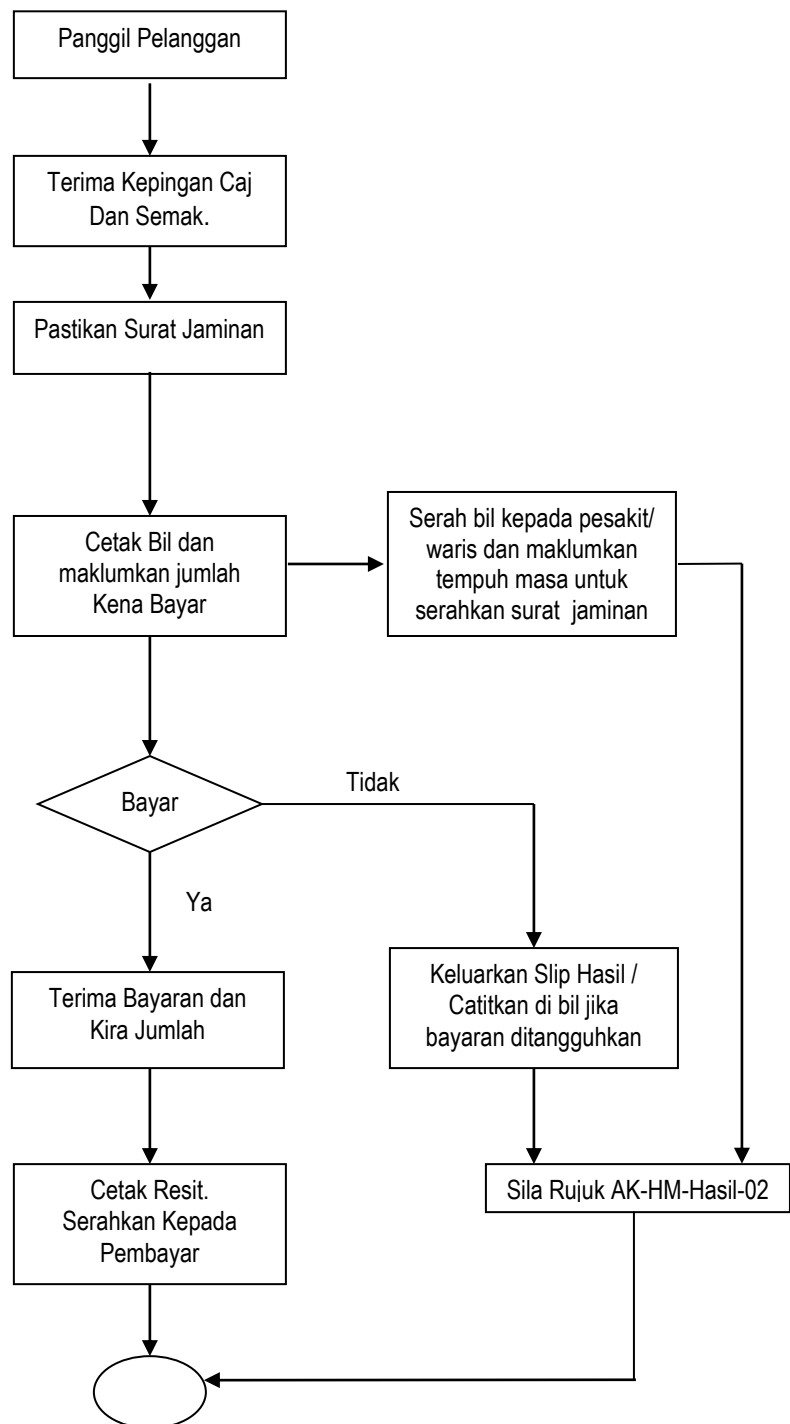 Panggil Pelanggan
Terima Kepingan Caj
Dan Semak.
Pastikan Surat Jaminan
Cetak Bil dan
maklumkan jumlah
Kena Bayar
Serah bil kepada pesakit/
waris dan maklumkan
tempuh masa untuk
serahkan surat jaminan
Bayar
Tidak
Ya
Terima Bayaran dan
Kira Jumlah
Keluarkan Slip Hasil /
Catitkan di bil jika
bayaran ditangguhkan
Cetak Resit.
Serahkan Kepada
Pembayar
Sila Rujuk AK-HM-Hasil-02